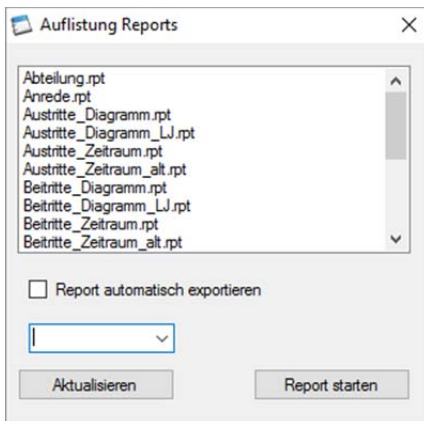 Auflistung Reports
Abteilung.rpt
Anrede.rpt
Austritte_Diagramm.rpt
Austritte_Diagramm_LJ.rpt
Austritte_Zeitraum.rpt
Austritte_Zeitraum_alt.rpt
Beitritte_Diagramm.rpt
Beitritte_Diagramm_LJ.rpt
Beitritte_Zeitraum.rpt
Beitritte_Zeitraum_alt.rpt
Report automatisch exportieren
Aktualisieren
Report starten